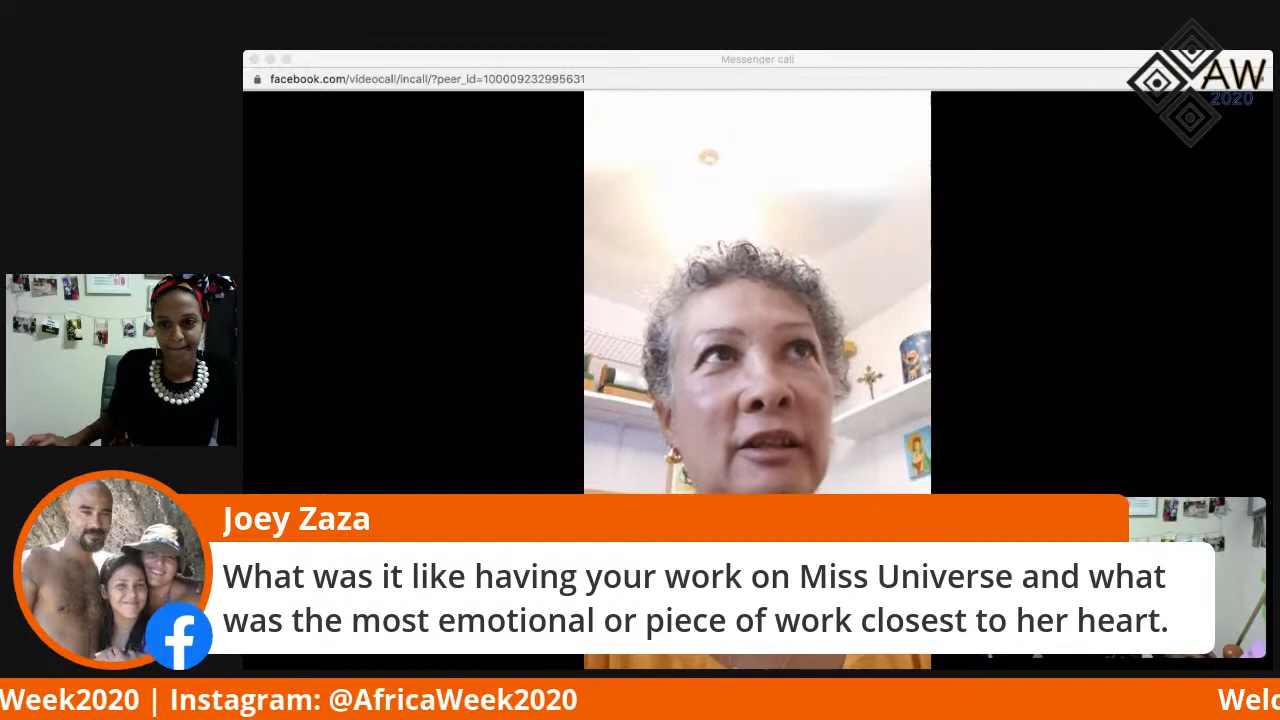 Messenger call
facebook.com/videocall/incall/?peer_id=100009232995631
AW
2020
Joey Zaza
What was it like having your work on Miss Universe and what
was the most emotional or piece of work closest to her heart.
Week2020 | Instagram: @AfricaWeek2020
Welc